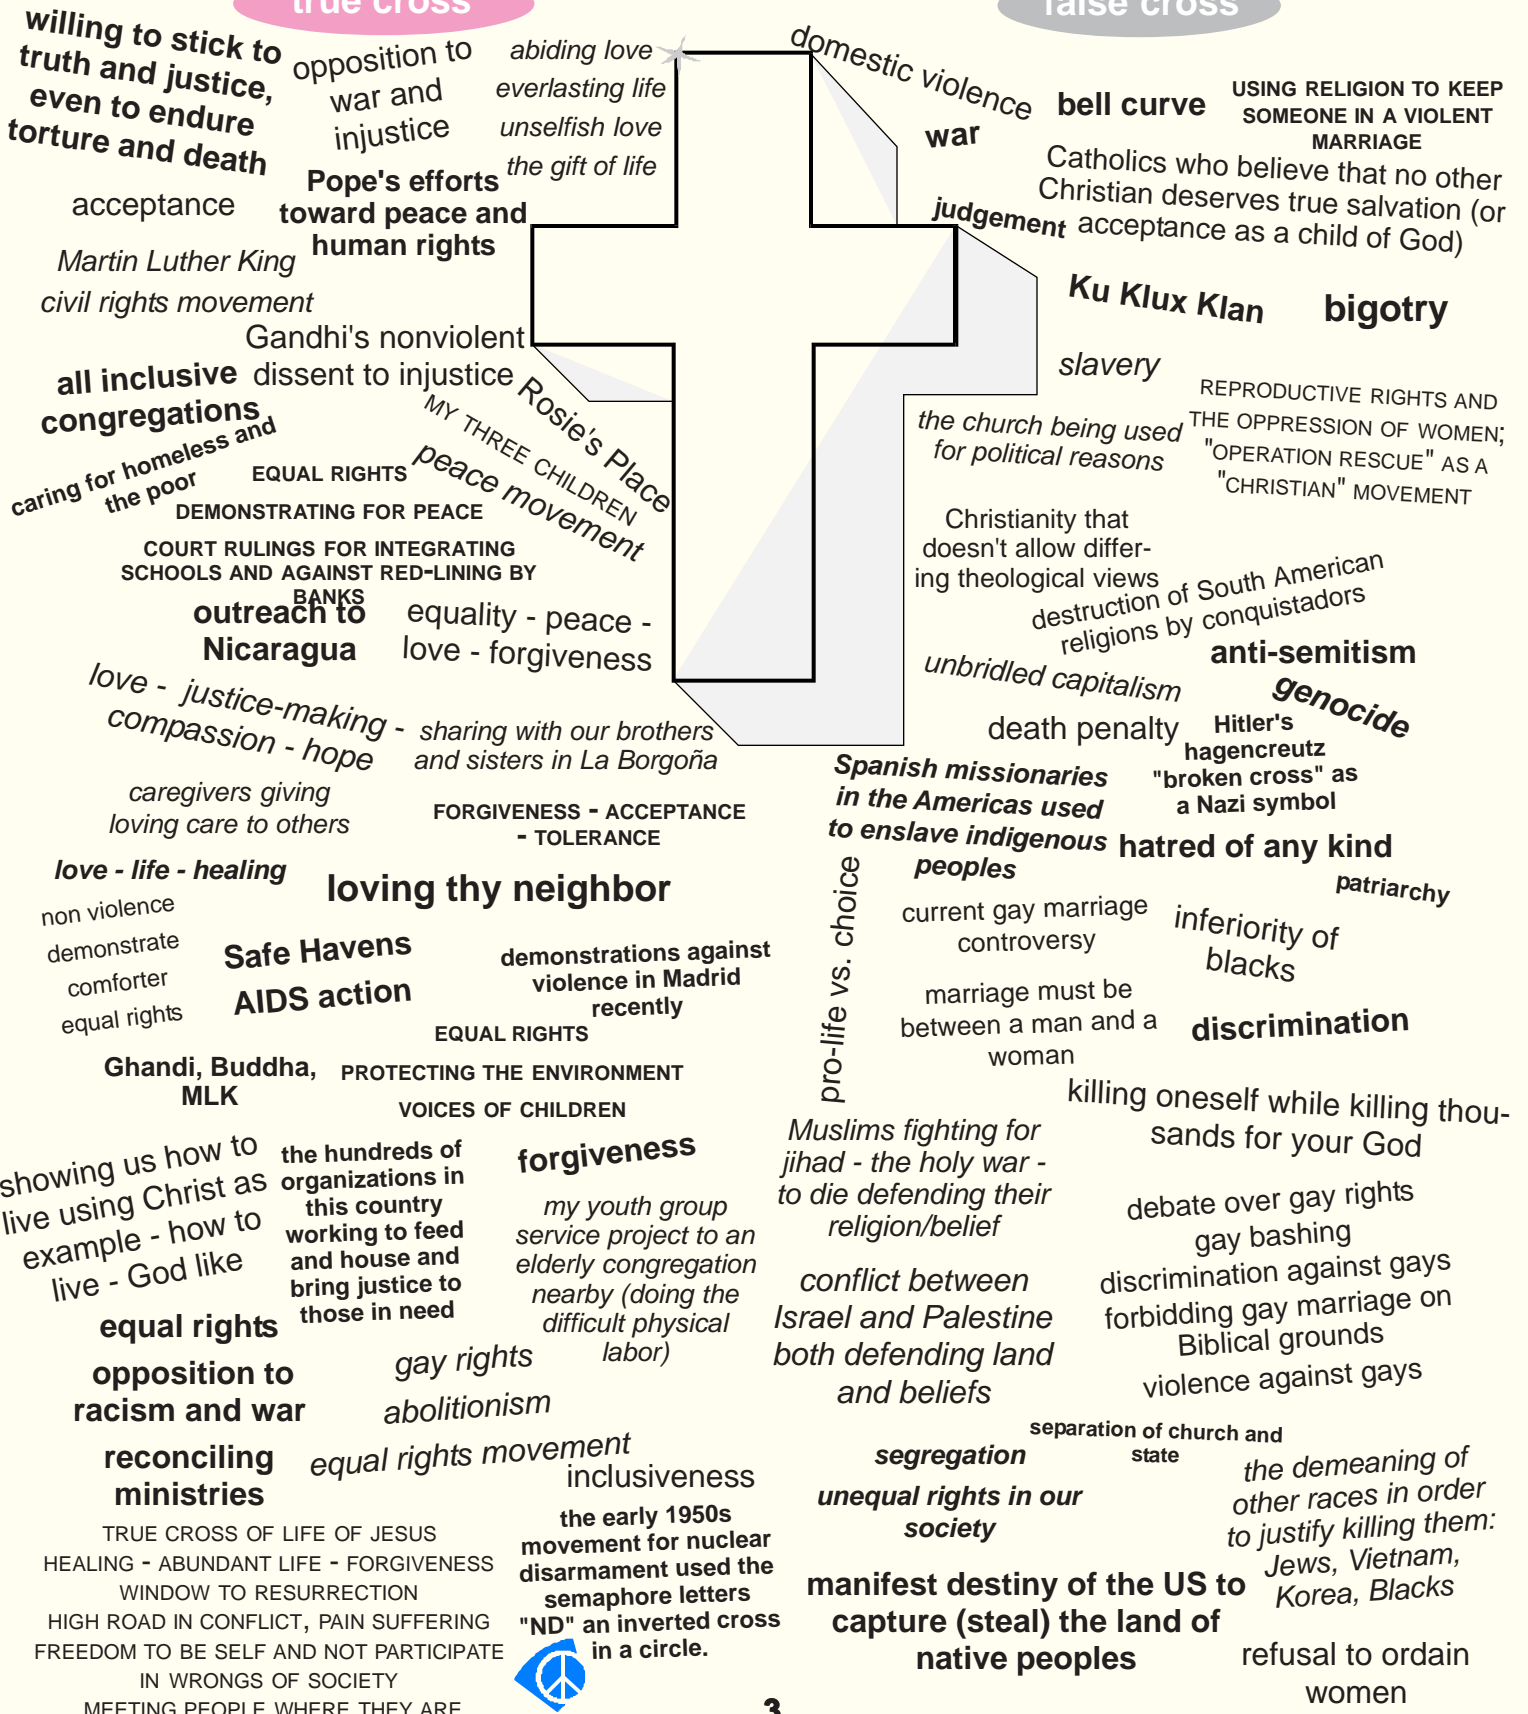 true cross
false cross
willing to stick to
truth and justice,
even to endure
torture and death
opposition to
war and
injustice
abiding love
everlasting life
unselfish love
the gift of life
acceptance
Pope's efforts
toward peace and
human rights
Martin Luther King
civil rights movement
Gandhi's nonviolent
dissent to injustice
all inclusive
congregations
Rosie's Place
MY THREE CHILDREN
peace movement
caring for homeless and
the poor
EQUAL RIGHTS
DEMONSTRATING FOR PEACE
COURT RULINGS FOR INTEGRATING
SCHOOLS AND AGAINST RED-LINING BY
BANKS
outreach to
Nicaragua
equality - peace -
love - forgiveness
love - justice-making -
compassion - hope
sharing with our brothers
and sisters in La Borgoña
caregivers giving
loving care to others
FORGIVENESS - ACCEPTANCE
- TOLERANCE
love - life - healing
loving thy neighbor
non violence
demonstrate
comforter
equal rights
Safe Havens
AIDS action
demonstrations against
violence in Madrid
recently
EQUAL RIGHTS
Ghandi, Buddha,
MLK
PROTECTING THE ENVIRONMENT
VOICES OF CHILDREN
showing us how to
live using Christ as
example - how to
live - God like
the hundreds of
organizations in
this country
working to feed
and house and
bring justice to
those in need
forgiveness
my youth group
service project to an
elderly congregation
nearby (doing the
difficult physical
labor)
equal rights
opposition to
racism and war
gay rights
abolitionism
equal rights movement
reconciling
ministries
inclusiveness
TRUE CROSS OF LIFE OF JESUS
HEALING - ABUNDANT LIFE - FORGIVENESS
WINDOW TO RESURRECTION
HIGH ROAD IN CONFLICT, PAIN SUFFERING
FREEDOM TO BE SELF AND NOT PARTICIPATE
IN WRONGS OF SOCIETY
MEETING PEOPLE WHERE THEY ARE
the early 1950s
movement for nuclear
disarmament used the
semaphore letters
"ND" an inverted cross
in a circle.
domestic violence
war
bell curve
USING RELIGION TO KEEP
SOMEONE IN A VIOLENT
MARRIAGE
Catholics who believe that no other
Christian deserves true salvation (or
acceptance as a child of God)
judgement
Ku Klux Klan
bigotry
slavery
the church being used
for political reasons
REPRODUCTIVE RIGHTS AND
THE OPPRESSION OF WOMEN;
"OPERATION RESCUE" AS A
"CHRISTIAN" MOVEMENT
Christianity that
doesn't allow differ-
ing theological views
destruction of South American
religions by conquistadors
unbridled capitalism
anti-semitism
genocide
death penalty
Hitler's
hagencreutz
"broken cross" as
a Nazi symbol
Spanish missionaries
in the Americas used
to enslave indigenous
peoples
hatred of any kind
patriarchy
pro-life vs. choice
current gay marriage
controversy
inferiority of
blacks
marriage must be
between a man and a
woman
discrimination
killing oneself while killing thou-
sands for your God
Muslims fighting for
jihad - the holy war -
to die defending their
religion/belief
debate over gay rights
gay bashing
discrimination against gays
forbidding gay marriage on
Biblical grounds
violence against gays
conflict between
Israel and Palestine
both defending land
and beliefs
separation of church and
state
segregation
unequal rights in our
society
the demeaning of
other races in order
to justify killing them:
Jews, Vietnam,
Korea, Blacks
manifest destiny of the US to
capture (steal) the land of
native peoples
refusal to ordain
women
3